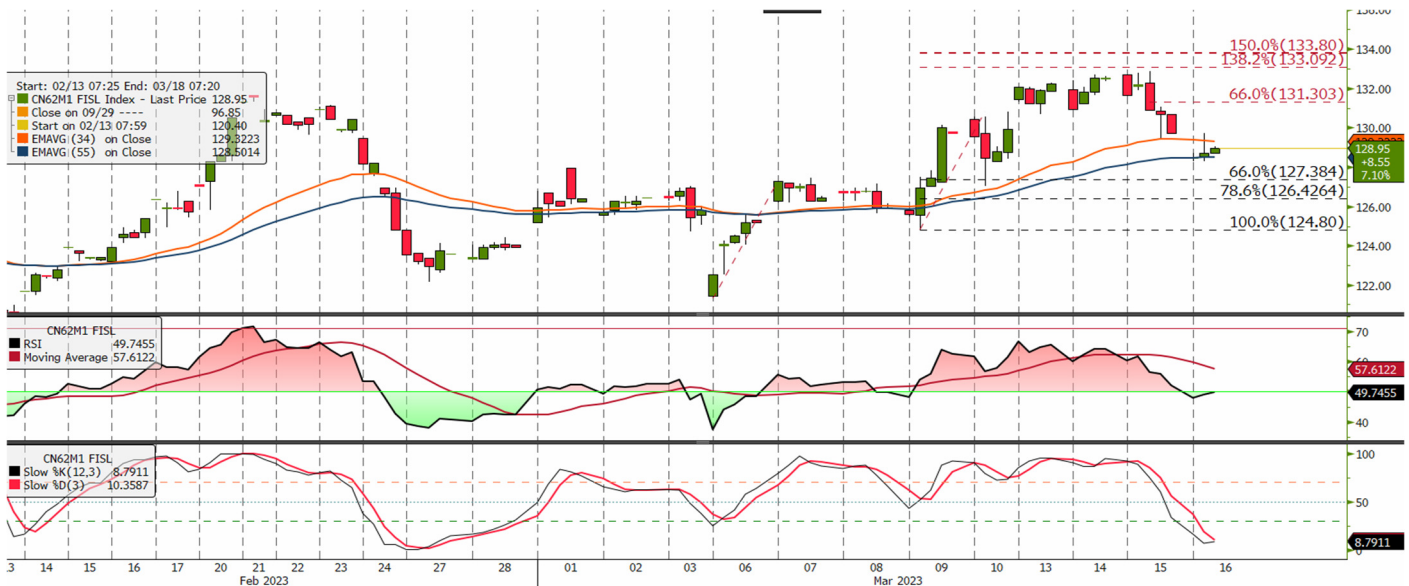 136.00
150.0%(133.80)
134.00
138.2%(133.092)
Start: 02/13 07:25 End: 03/18 07:20
CN62M1 FISL Index - Last Price 128.95
Close on 09/29 ---- 96.85
Start on 02/13 07:59 120.40
EMAVG (34) on Close 129.3223
EMAVG (55) on Close 128.5014
132.00
66.0%(131.303)
130.00
128.95
+8.55
7.10%
66.0%(127.384)
78.6%(126.4264)
126.00
100.0%(124.80)
124.00
122.00
CN62M1 FISL
RSI 49.7455
Moving Average 57.6122
70
60
57.6122
49.7455
40
CN62M1 FISL
Slow %K(12,3) 8.7911
Slow %D(3) 10.3587
100
50
8.7911
0
13 14 15 16 17 20 21 22 23 24 27 28 01 02 03 06 07 08 09 10 13 14 15 16
Feb 2023 Mar 2023